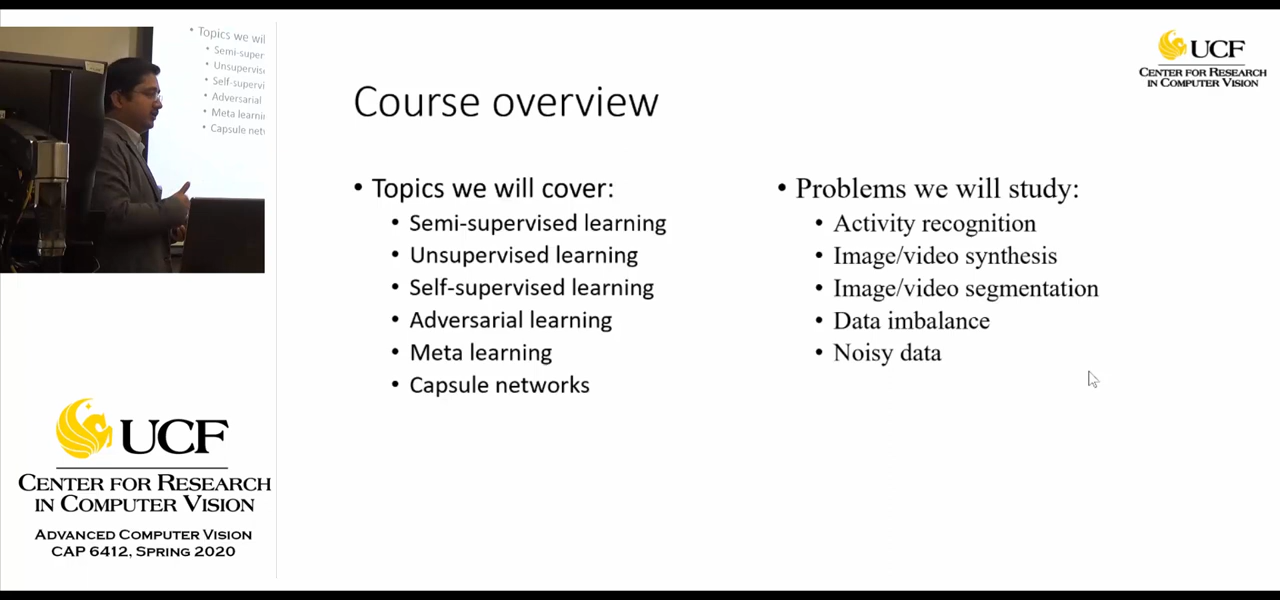 Topics we wil
Semi-super
Unsupervise
Self-supervi
Adversarial
Meta learni
Capsule net
UCF
CENTER FOR RESEARCH
IN COMPUTER VISION
Course overview
• Topics we will cover:
• Semi-supervised learning
• Unsupervised learning
• Self-supervised learning
• Adversarial learning
• Meta learning
• Capsule networks
• Problems we will study:
• Activity recognition
• Image/video synthesis
• Image/video segmentation
• Data imbalance
• Noisy data
UCF
CENTER FOR RESEARCH
IN COMPUTER VISION
ADVANCED COMPUTER VISION
CAP 6412, SPRING 2020